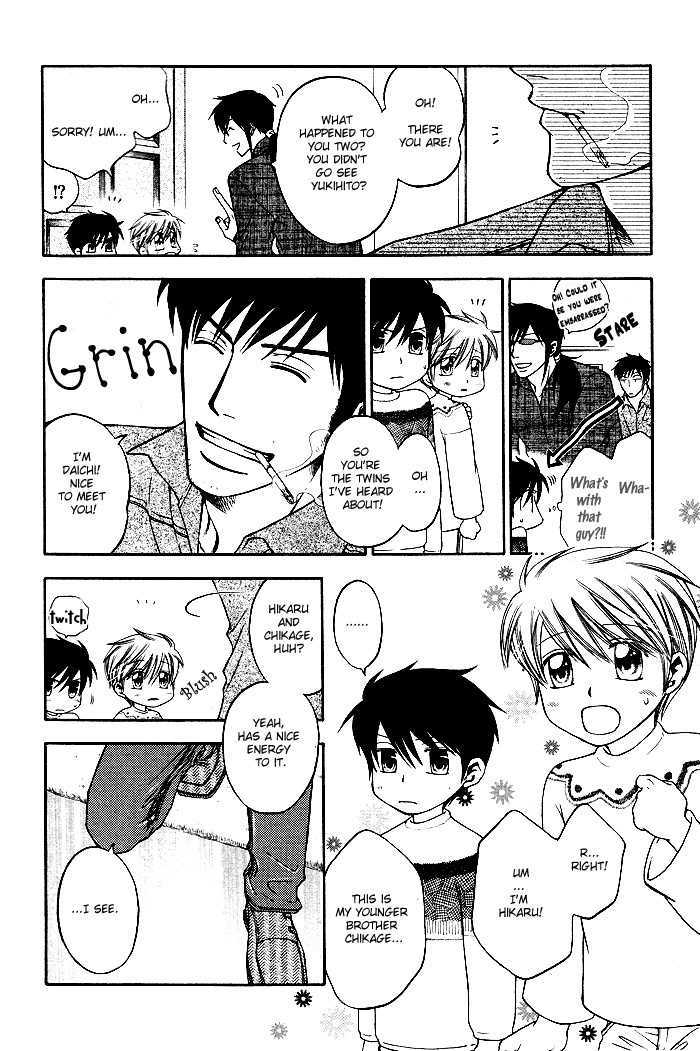 OH!
THERE
YOU ARE!
WHAT
HAPPENED TO
YOU TWO?
YOU DIDN'T
GO SEE
YUKIHITO?
OH...
SORRY! UM...
!?
OH! COULD IT
BE YOU WERE
EMBARRASSED?
STARE
Wha-
What's
with
that
guy?!!
OH
...
SO
YOU'RE
THE TWINS
I'VE HEARD
ABOUT!
Grin
I'M
DAICHI!
NICE
TO MEET
YOU!
R...
RIGHT!
UM
...
I'M
HIKARU!
......
THIS IS
MY YOUNGER
BROTHER
CHIKAGE...
HIKARU
AND
CHIKAGE,
HUH?
Blush
twitch
YEAH,
HAS A NICE
ENERGY
TO IT.
...I SEE.